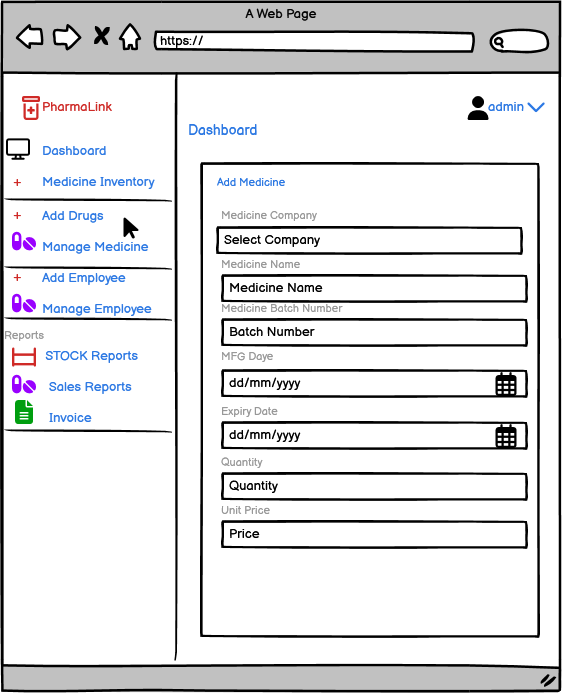 A Web Page
https://
PharmaLink
Dashboard
Medicine Inventory
Add Drugs
Manage Medicine
Add Employee
Manage Employee
Reports
STOCK Reports
Sales Reports
Invoice
admin
Dashboard
Add Medicine
Medicine Company
Select Company
Medicine Name
Medicine Name
Medicine Batch Number
Batch Number
MFG Daye
dd/mm/yyyy
Expiry Date
dd/mm/yyyy
Quantity
Quantity
Unit Price
Price